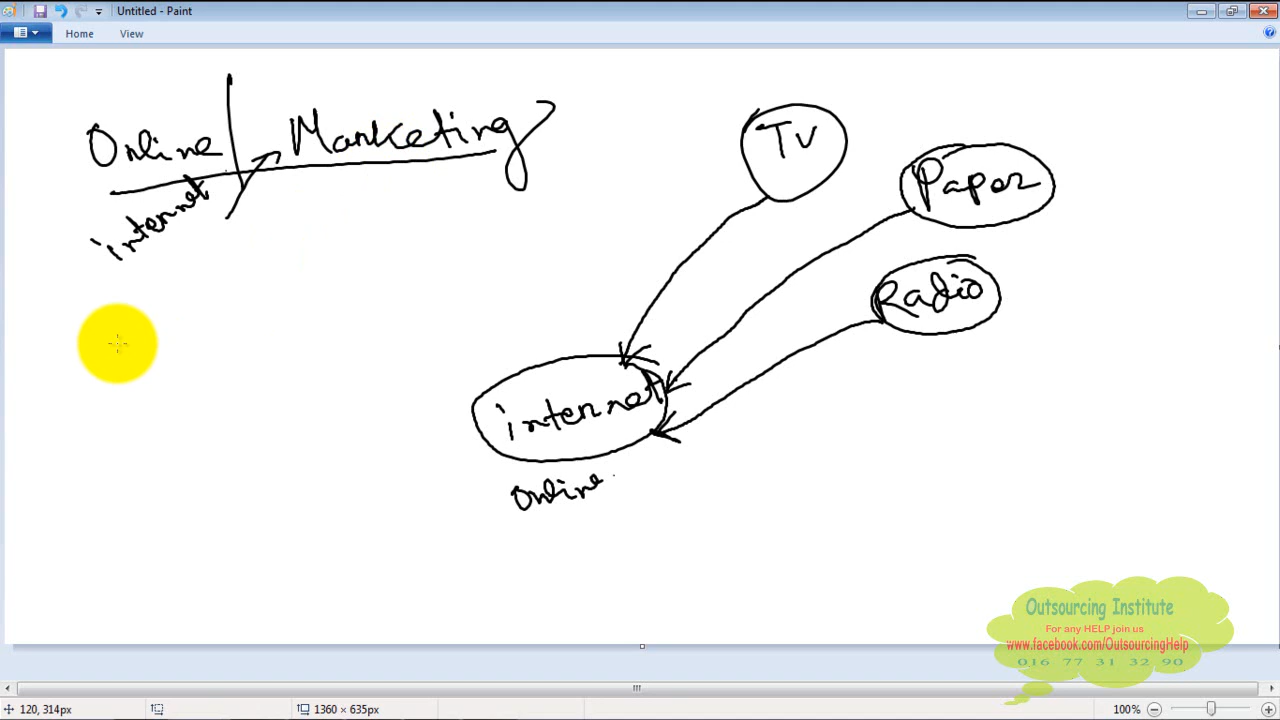 Untitled - Paint
Home View
Online Marketing
internet
TV
Paper
Radio
internet
Online
Outsourcing Institute
For any HELP join us
www.facebook.com/OutsourcingHelp
016 77 31 32 90
120, 314px
1360 × 635px
100%